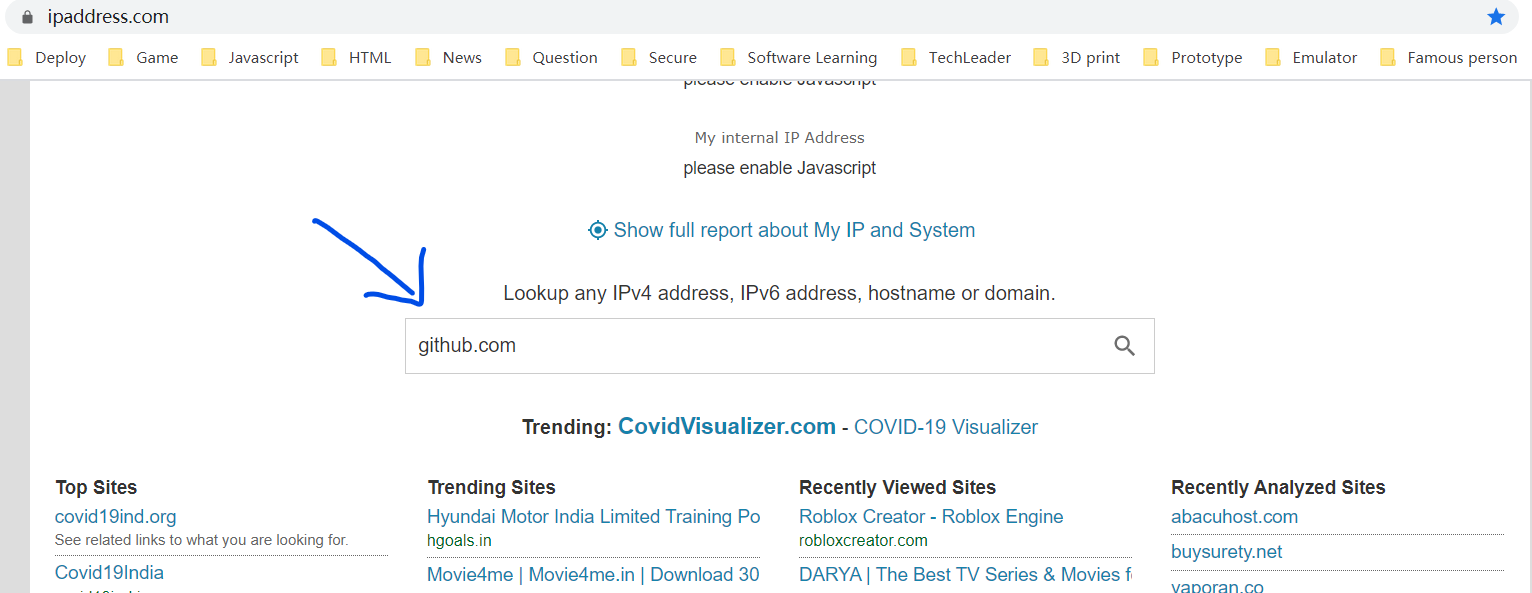 ipaddress.com
Deploy Game Javascript HTML News Question Secure Software Learning TechLeader 3D print Prototype Emulator Famous person
please enable Javascript
My internal IP Address
please enable Javascript
Show full report about My IP and System
Lookup any IPv4 address, IPv6 address, hostname or domain.
github.com
Trending: CovidVisualizer.com - COVID-19 Visualizer
Top Sites
covid19ind.org
See related links to what you are looking for.
Covid19India
Trending Sites
Hyundai Motor India Limited Training Po
hgoals.in
Movie4me | Movie4me.in | Download 30
Recently Viewed Sites
Roblox Creator - Roblox Engine
robloxcreator.com
DARYA | The Best TV Series & Movies f
Recently Analyzed Sites
abacuhost.com
buysurety.net
vaporan.co